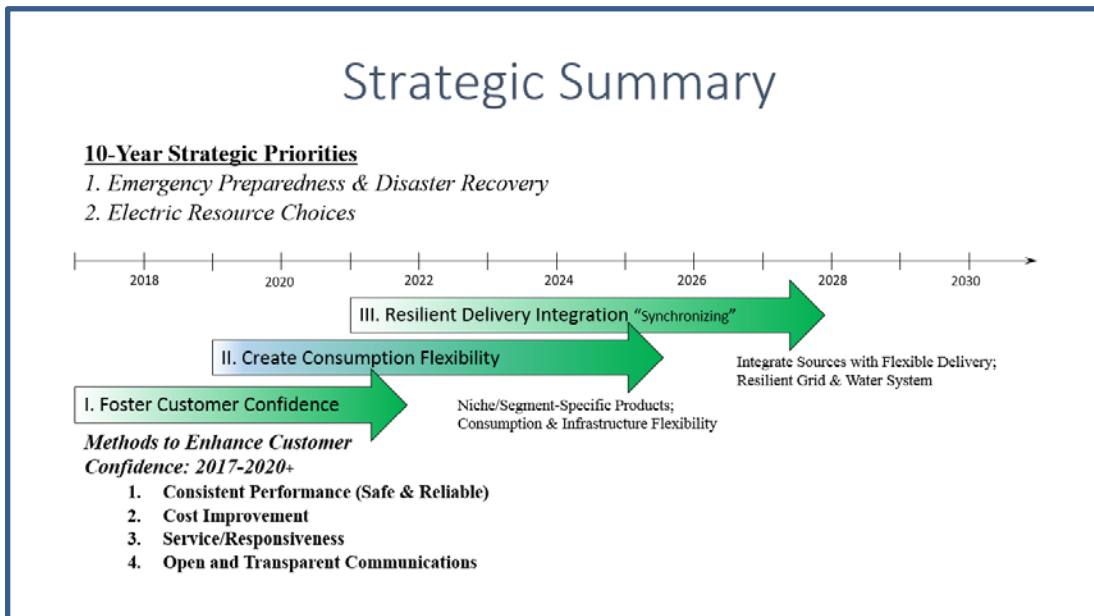 Strategic Summary
10-Year Strategic Priorities
1. Emergency Preparedness & Disaster Recovery
2. Electric Resource Choices
2018 2020 2022 2024 2026 2028 2030
III. Resilient Delivery Integration “Synchronizing”
II. Create Consumption Flexibility
Integrate Sources with Flexible Delivery;
Resilient Grid & Water System
I. Foster Customer Confidence
Niche/Segment-Specific Products;
Consumption & Infrastructure Flexibility
Methods to Enhance Customer
Confidence: 2017-2020+
1. Consistent Performance (Safe & Reliable)
2. Cost Improvement
3. Service/Responsiveness
4. Open and Transparent Communications